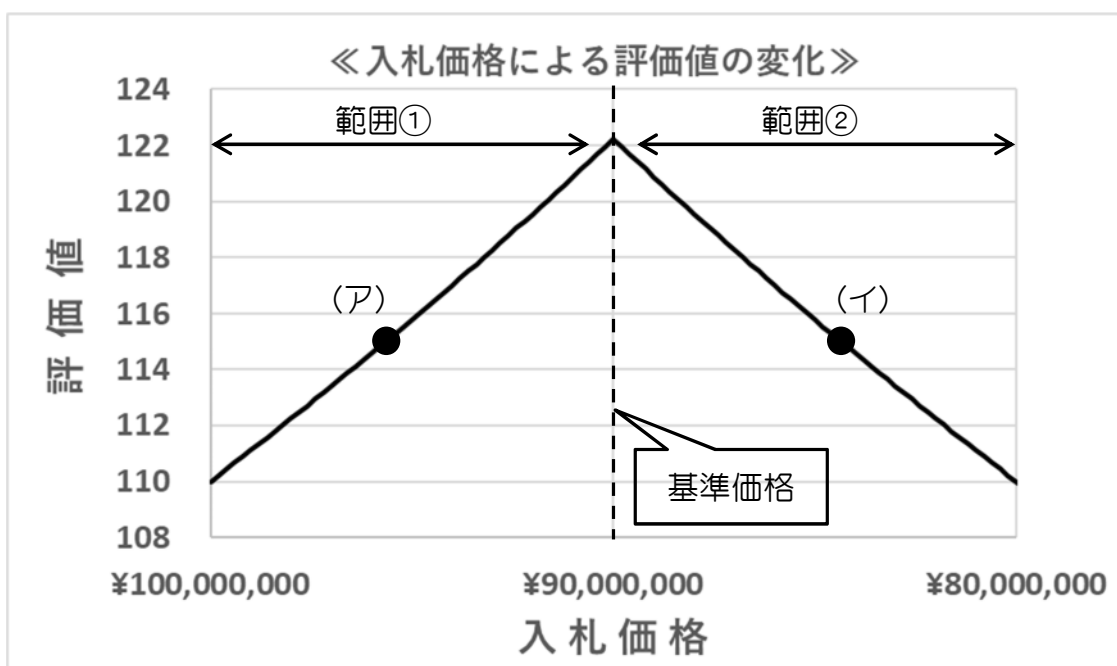 ≪入札価格による評価値の変化≫
124
範囲①
範囲②
122
120
118
(ア)
(イ)
116
114
112
110
108
評価値
基準価格
¥100,000,000
¥90,000,000
¥80,000,000
入札価格